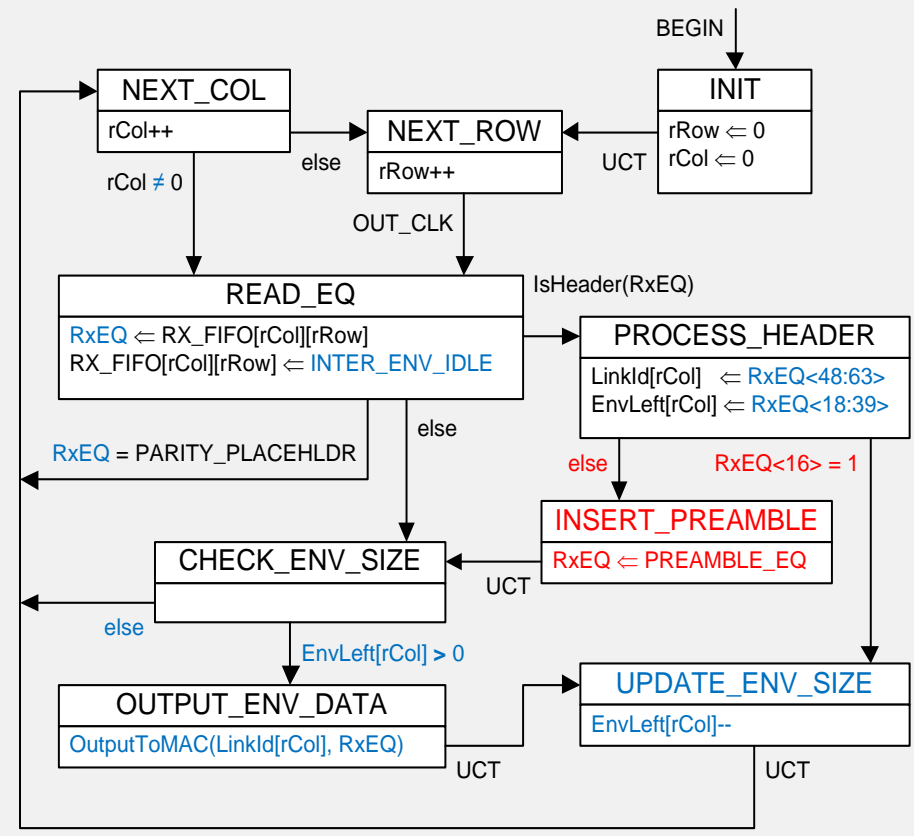 BEGIN
NEXT_COL
rCol++
INIT
rRow ⇐ 0
rCol ⇐ 0
NEXT_ROW
rRow++
else
UCT
rCol ≠ 0
OUT_CLK
READ_EQ
RxEQ ⇐ RX_FIFO[rCol][rRow]
RX_FIFO[rCol][rRow] ⇐ INTER_ENV_IDLE
IsHeader(RxEQ)
PROCESS_HEADER
LinkId[rCol] ⇐ RxEQ<48:63>
EnvLeft[rCol] ⇐ RxEQ<18:39>
else
RxEQ = PARITY_PLACEHLDR
else
RxEQ<16> = 1
INSERT_PREAMBLE
RxEQ ⇐ PREAMBLE_EQ
CHECK_ENV_SIZE
UCT
else
EnvLeft[rCol] > 0
OUTPUT_ENV_DATA
OutputToMAC(LinkId[rCol], RxEQ)
UPDATE_ENV_SIZE
EnvLeft[rCol]--
UCT
UCT